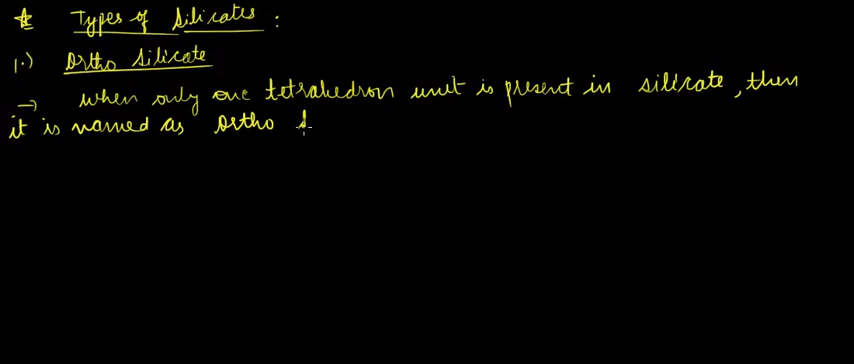 ★ Types of Silicates :
1.) Ortho Silicate
→ when only one tetrahedron unit is present in silicate, then
it is named as Ortho s